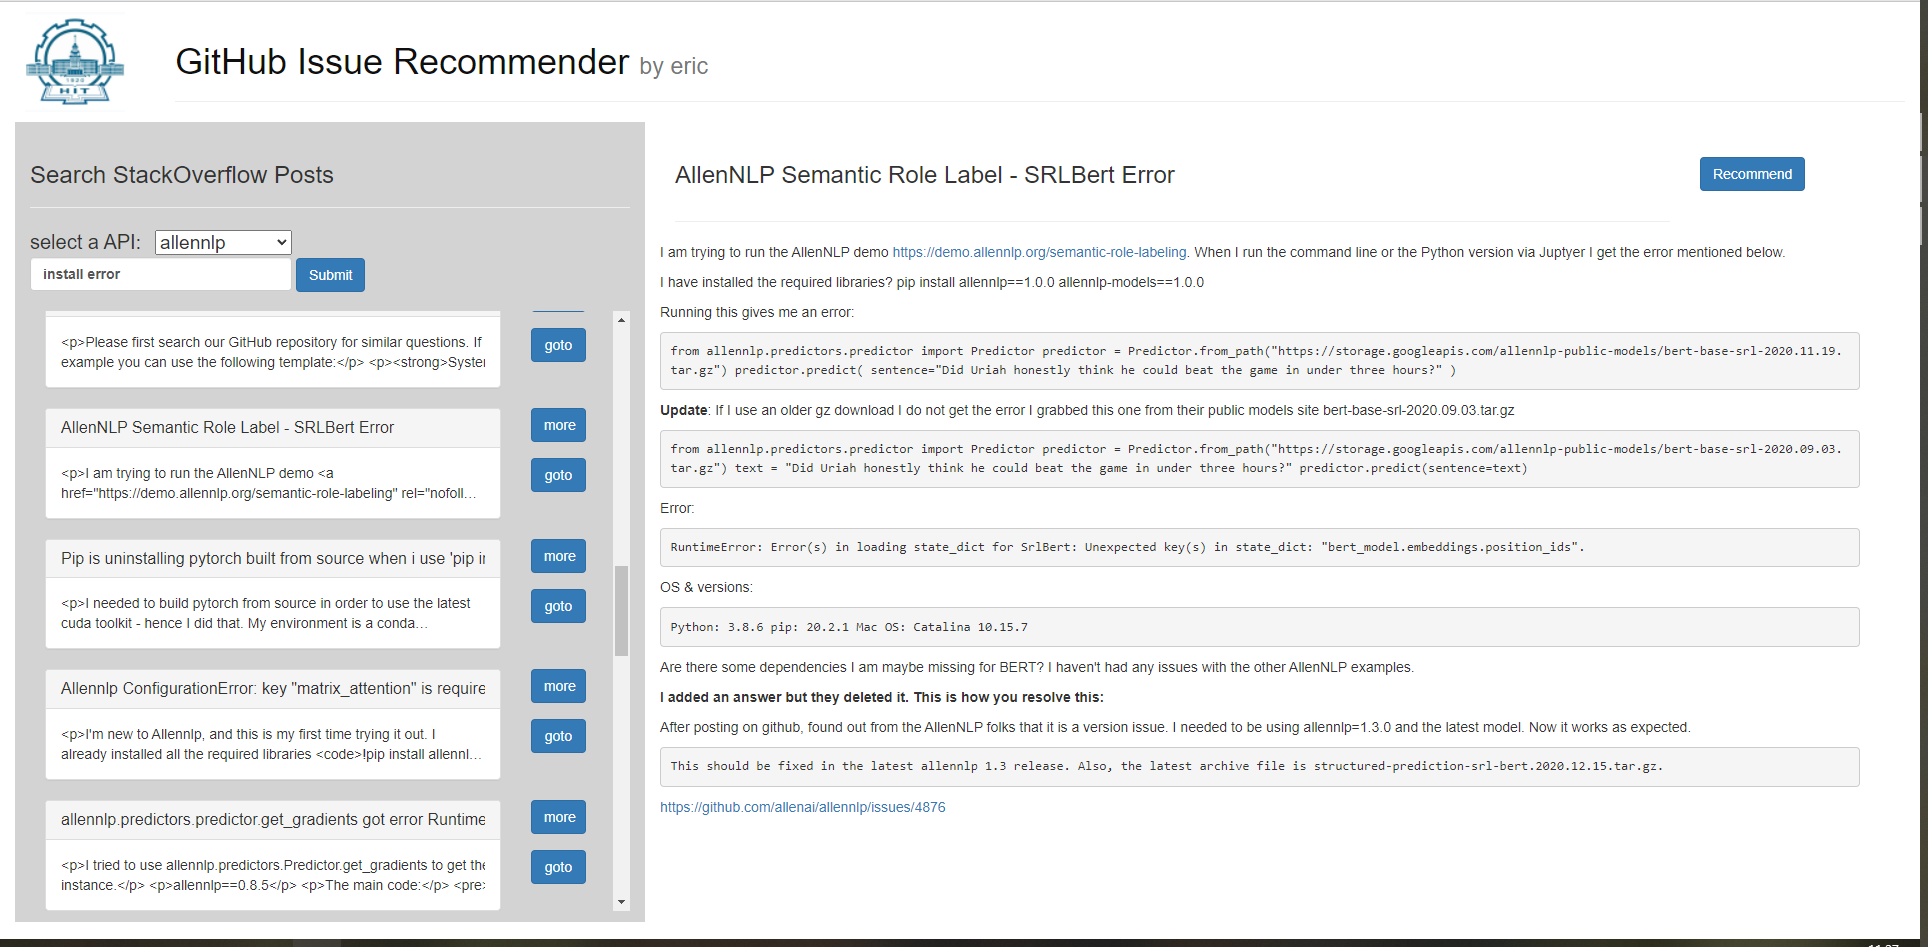 1920
HIT
GitHub Issue Recommender by eric
Search StackOverflow Posts
select a API: allennlp
install error Submit
<p>Please first search our GitHub repository for similar questions. If
example you can use the following template:</p> <p><strong>Syster
goto
AllenNLP Semantic Role Label - SRLBert Error
more
<p>I am trying to run the AllenNLP demo <a
href="https://demo.allennlp.org/semantic-role-labeling" rel="nofoll...
goto
Pip is uninstalling pytorch built from source when i use 'pip ir
more
<p>I needed to build pytorch from source in order to use the latest
cuda toolkit - hence I did that. My environment is a conda...
goto
Allennlp ConfigurationError: key "matrix_attention" is require
more
<p>I'm new to Allennlp, and this is my first time trying it out. I
already installed all the required libraries <code>!pip install allennl...
goto
allennlp.predictors.predictor.get_gradients got error Runtime
more
<p>I tried to use allennlp.predictors.Predictor.get_gradients to get the
instance.</p> <p>allennlp==0.8.5</p> <p>The main code:</p> <pre>
goto
AllenNLP Semantic Role Label - SRLBert Error
Recommend
I am trying to run the AllenNLP demo https://demo.allennlp.org/semantic-role-labeling. When I run the command line or the Python version via Juptyer I get the error mentioned below.
I have installed the required libraries? pip install allennlp==1.0.0 allennlp-models==1.0.0
Running this gives me an error:
from allennlp.predictors.predictor import Predictor predictor = Predictor.from_path("https://storage.googleapis.com/allennlp-public-models/bert-base-srl-2020.11.19.
tar.gz") predictor.predict( sentence="Did Uriah honestly think he could beat the game in under three hours?" )
Update: If I use an older gz download I do not get the error I grabbed this one from their public models site bert-base-srl-2020.09.03.tar.gz
from allennlp.predictors.predictor import Predictor predictor = Predictor.from_path("https://storage.googleapis.com/allennlp-public-models/bert-base-srl-2020.09.03.
tar.gz") text = "Did Uriah honestly think he could beat the game in under three hours?" predictor.predict(sentence=text)
Error:
RuntimeError: Error(s) in loading state_dict for SrlBert: Unexpected key(s) in state_dict: "bert_model.embeddings.position_ids".
OS & versions:
Python: 3.8.6 pip: 20.2.1 Mac OS: Catalina 10.15.7
Are there some dependencies I am maybe missing for BERT? I haven't had any issues with the other AllenNLP examples.
I added an answer but they deleted it. This is how you resolve this:
After posting on github, found out from the AllenNLP folks that it is a version issue. I needed to be using allennlp=1.3.0 and the latest model. Now it works as expected.
This should be fixed in the latest allennlp 1.3 release. Also, the latest archive file is structured-prediction-srl-bert.2020.12.15.tar.gz.
https://github.com/allenai/allennlp/issues/4876